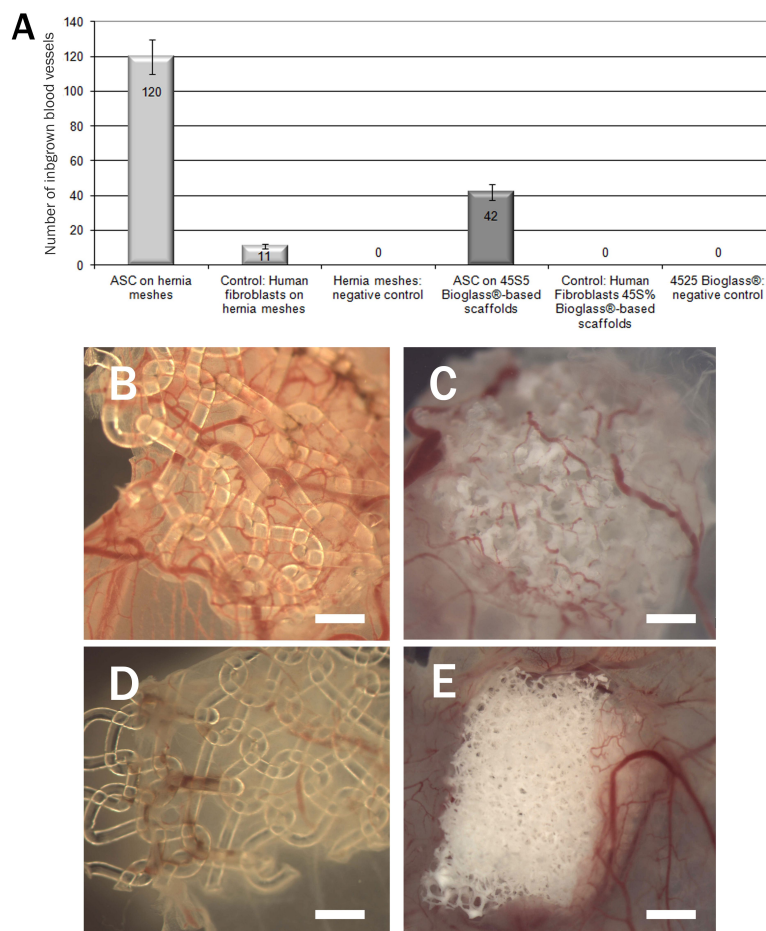 A
Number of inbgrown blood vessels
140
120
100
80
60
40
20
0
120
11
0
42
0
0
ASC on hernia
meshes
Control: Human
fibroblasts on
hernia meshes
Hernia meshes:
negative control
ASC on 45S5
Bioglass®-based
scaffolds
Control: Human
Fibroblasts 45S%
Bioglass®-based
scaffolds
4525 Bioglass®:
negative control
B
C
D
E